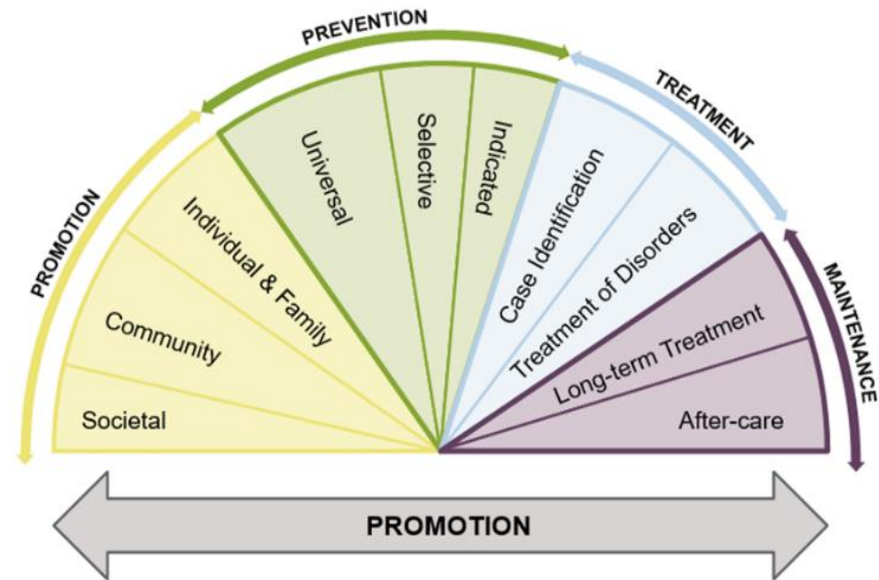 PROMOTION
PREVENTION
TREATMENT
MAINTENANCE
Societal
Community
Individual & Family
Universal
Selective
Indicated
Case Identification
Treatment of Disorders
Long-term Treatment
After-care
PROMOTION